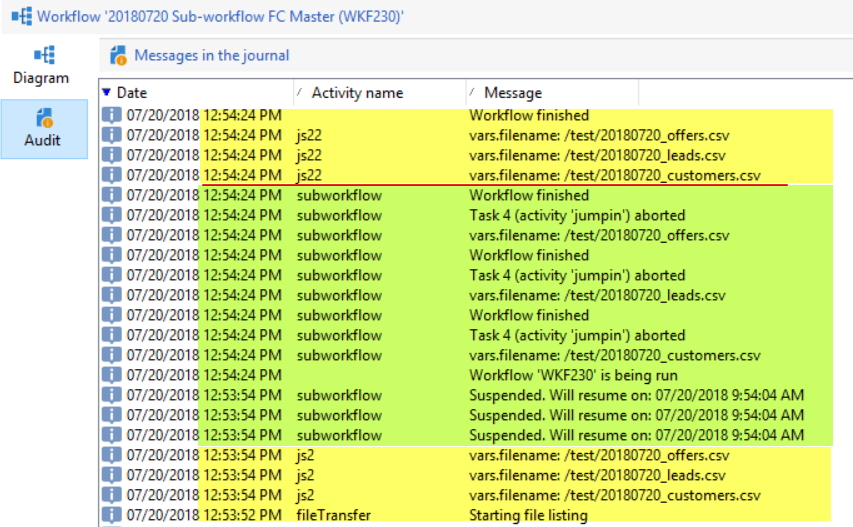 Workflow '20180720 Sub-workflow FC Master (WKF230)'
Diagram
Audit
Messages in the journal
Date Activity name Message
07/20/2018 12:54:24 PM Workflow finished
07/20/2018 12:54:24 PM js22 vars.filename: /test/20180720_offers.csv
07/20/2018 12:54:24 PM js22 vars.filename: /test/20180720_leads.csv
07/20/2018 12:54:24 PM js22 vars.filename: /test/20180720_customers.csv
07/20/2018 12:54:24 PM subworkflow Workflow finished
07/20/2018 12:54:24 PM subworkflow Task 4 (activity 'jumpin') aborted
07/20/2018 12:54:24 PM subworkflow vars.filename: /test/20180720_offers.csv
07/20/2018 12:54:24 PM subworkflow Workflow finished
07/20/2018 12:54:24 PM subworkflow Task 4 (activity 'jumpin') aborted
07/20/2018 12:54:24 PM subworkflow vars.filename: /test/20180720_leads.csv
07/20/2018 12:54:24 PM subworkflow Workflow finished
07/20/2018 12:54:24 PM subworkflow Task 4 (activity 'jumpin') aborted
07/20/2018 12:54:24 PM subworkflow vars.filename: /test/20180720_customers.csv
07/20/2018 12:54:24 PM Workflow 'WKF230' is being run
07/20/2018 12:53:54 PM subworkflow Suspended. Will resume on: 07/20/2018 9:54:04 AM
07/20/2018 12:53:54 PM subworkflow Suspended. Will resume on: 07/20/2018 9:54:04 AM
07/20/2018 12:53:54 PM subworkflow Suspended. Will resume on: 07/20/2018 9:54:04 AM
07/20/2018 12:53:54 PM js2 vars.filename: /test/20180720_offers.csv
07/20/2018 12:53:54 PM js2 vars.filename: /test/20180720_leads.csv
07/20/2018 12:53:54 PM js2 vars.filename: /test/20180720_customers.csv
07/20/2018 12:53:52 PM fileTransfer Starting file listing